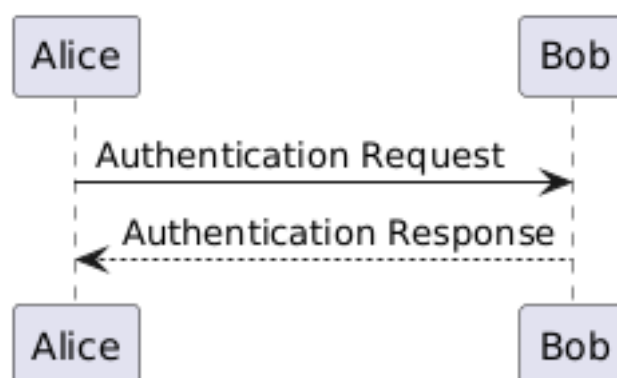 Alice
Bob
Authentication Request
Authentication Response
Alice
Bob